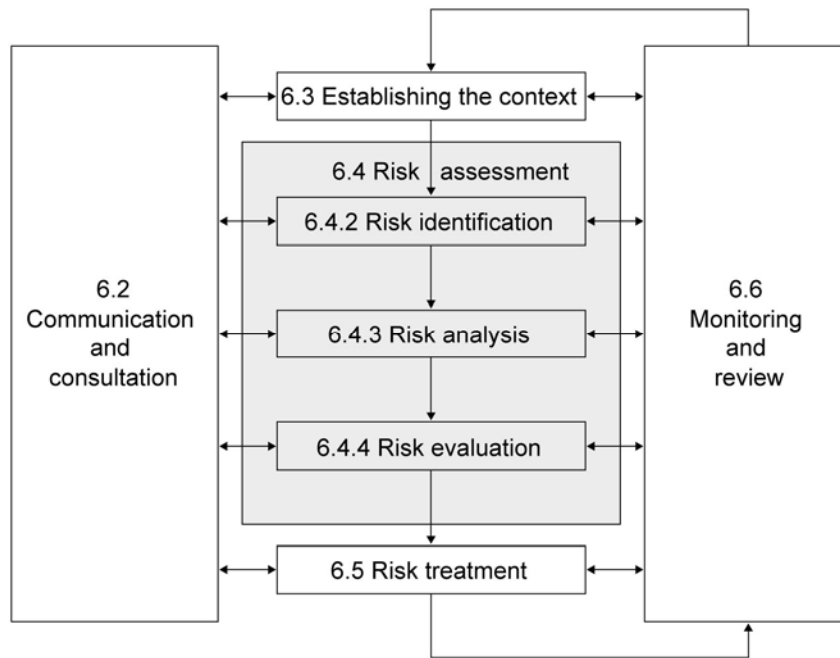 6.3 Establishing the context
6.4 Risk assessment
6.4.2 Risk identification
6.2
Communication
and
consultation
6.4.3 Risk analysis
6.6
Monitoring
and
review
6.4.4 Risk evaluation
6.5 Risk treatment